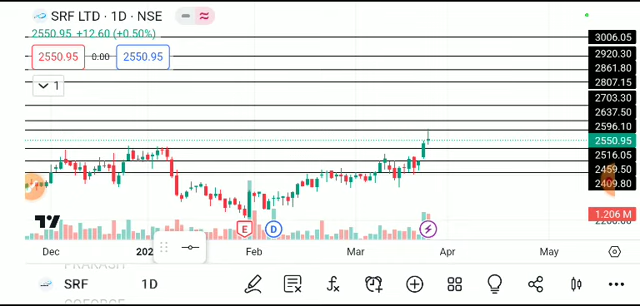 SRF LTD · 1D · NSE
2550.95 +12.60 (+0.50%)
2550.95 0.00 2550.95
1
3006.05
2920.30
2861.80
2807.15
2703.30
2637.50
2596.10
2550.95
2516.05
2459.50
2409.80
1.206 M
E D
Dec Feb Mar Apr May
SRF 1D